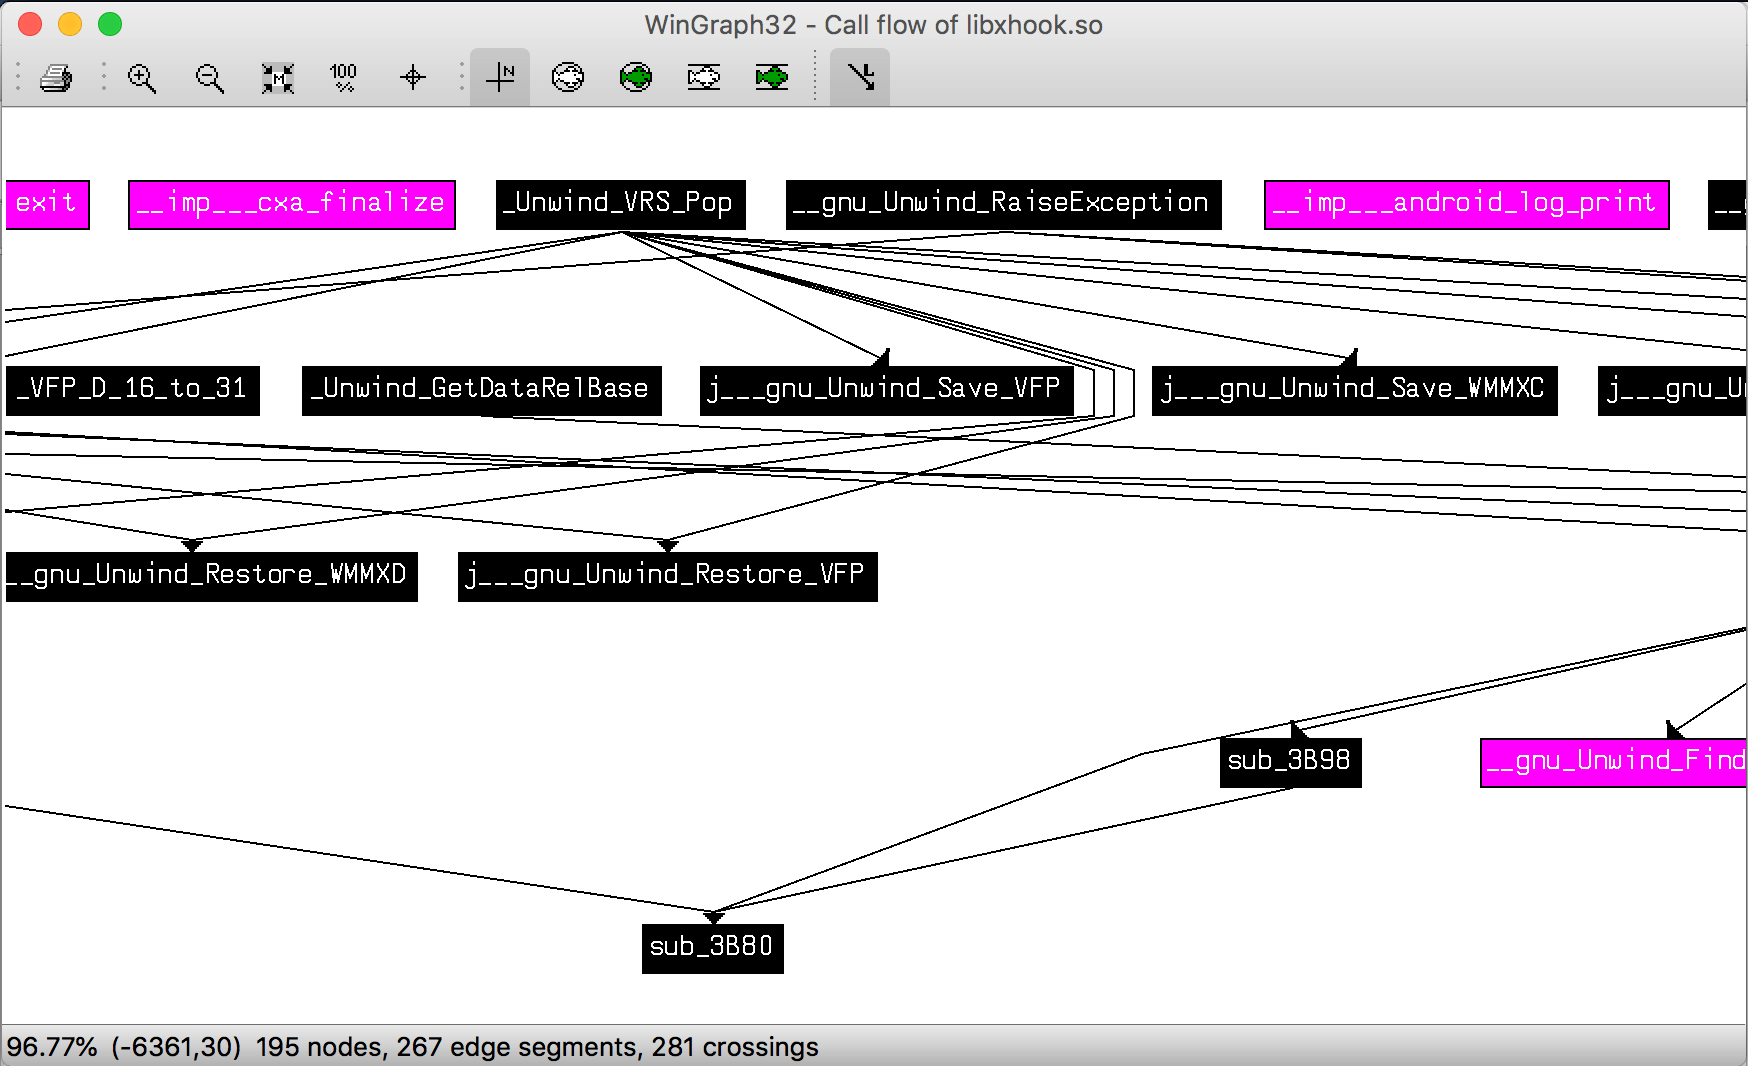 WinGraph32 - Call flow of libxhook.so
100
%
N
M
exit
__imp___cxa_finalize
_Unwind_VRS_Pop
__gnu_Unwind_RaiseException
__imp___android_log_print
_VFP_D_16_to_31
_Unwind_GetDataRelBase
j___gnu_Unwind_Save_VFP
j___gnu_Unwind_Save_WMMXC
j___gnu_U
__gnu_Unwind_Restore_WMMXD
j___gnu_Unwind_Restore_VFP
sub_3B98
__gnu_Unwind_Find
sub_3B80
96.77% (-6361,30) 195 nodes, 267 edge segments, 281 crossings